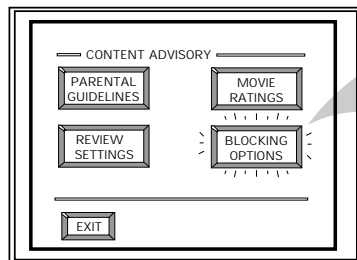 CONTENT ADVISORY
PARENTAL
GUIDELINES
MOVIE
RATINGS
REVIEW
SETTINGS
BLOCKING
OPTIONS
EXIT